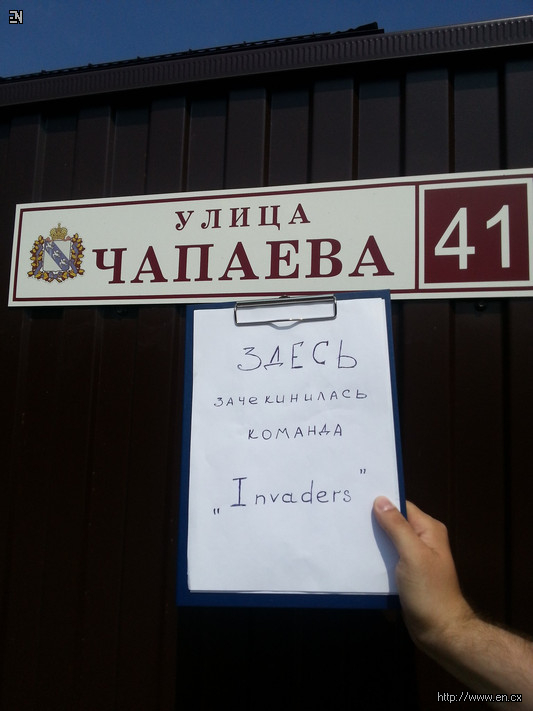 EN
УЛИЦА
ЧАПАЕВА
41
ЗДЕСЬ
ЗАЧЕКИНИЛАСЬ
КОМАНДА
„Invaders”
http://www.en.cx